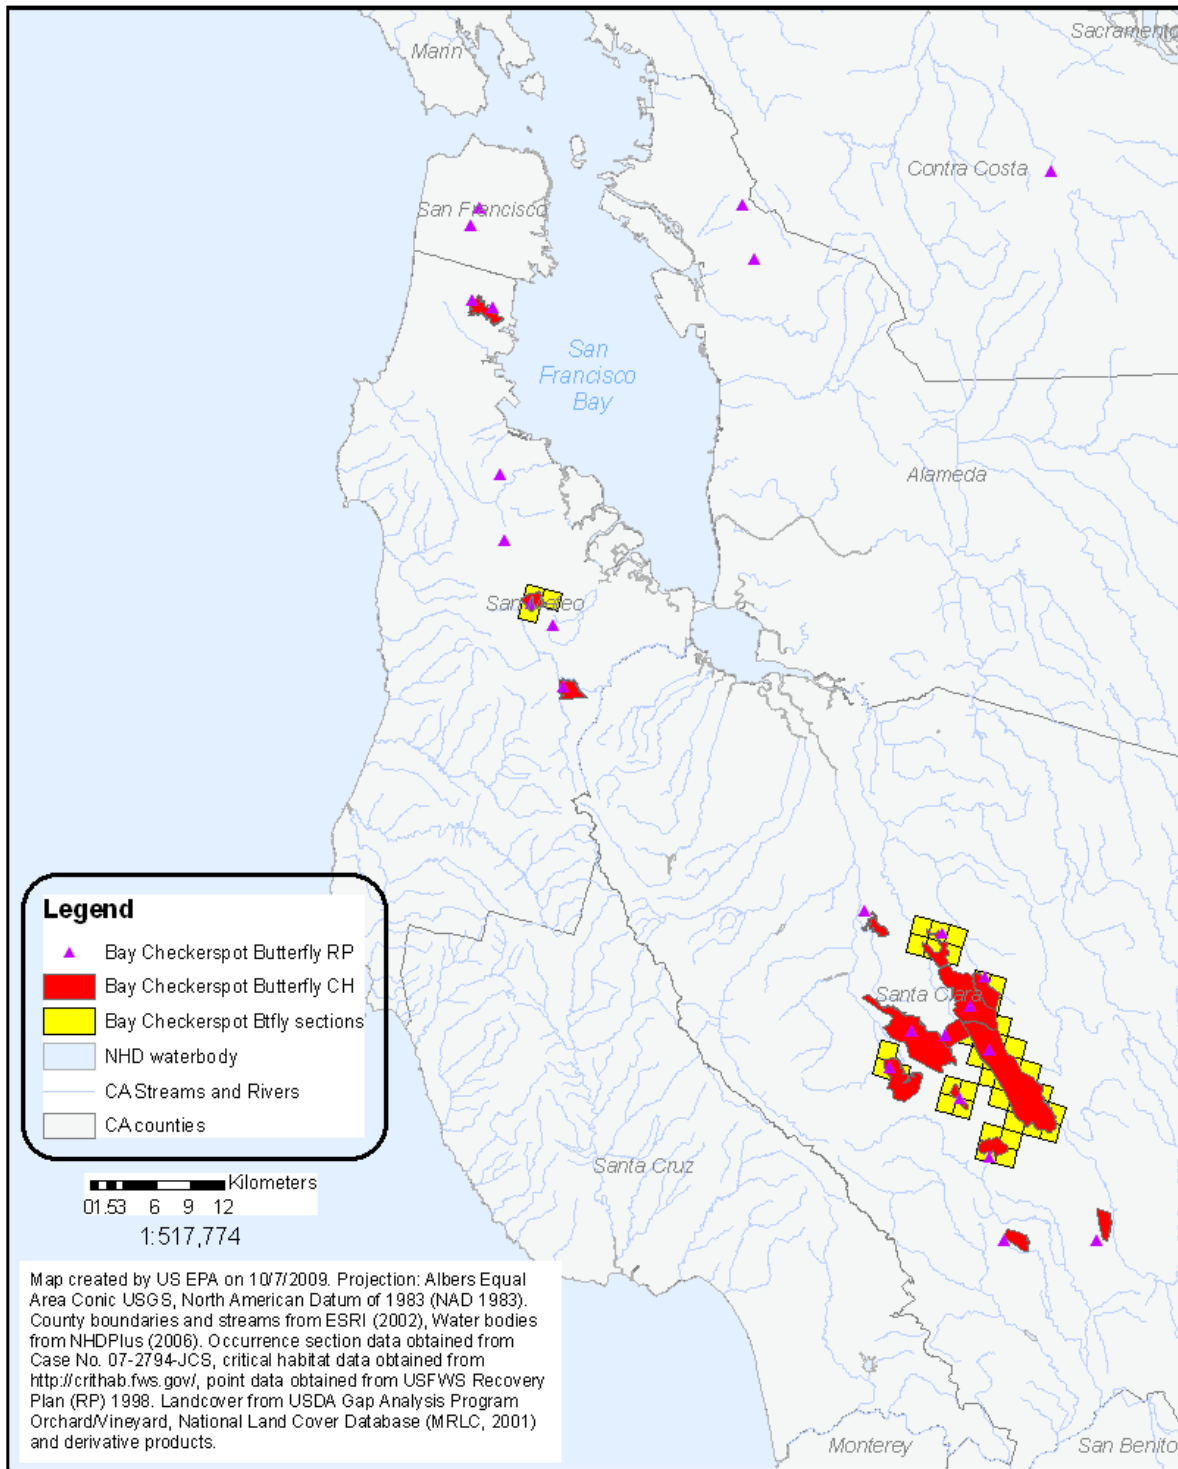 Marin
Sacramento
Contra Costa
San Francisco
San
Francisco
Bay
Alameda
San Mateo
Santa Clara
Legend
Bay Checkerspot Butterfly RP
Bay Checkerspot Butterfly CH
Bay Checkerspot Btfly sections
NHD waterbody
CA Streams and Rivers
CA counties
Santa Cruz
Kilometers
01.53 6 9 12
1:517,774
Map created by US EPA on 10/7/2009. Projection: Albers Equal
Area Conic USGS, North American Datum of 1983 (NAD 1983).
County boundaries and streams from ESRI (2002), Water bodies
from NHDPlus (2006). Occurrence section data obtained from
Case No. 07-2794-JCS, critical habitat data obtained from
http://crithab.fws.gov/, point data obtained from USFWS Recovery
Plan (RP) 1998. Landcover from USDA Gap Analysis Program
Orchard/Vineyard, National Land Cover Database (MRLC, 2001)
and derivative products.
Monterey
San Benito